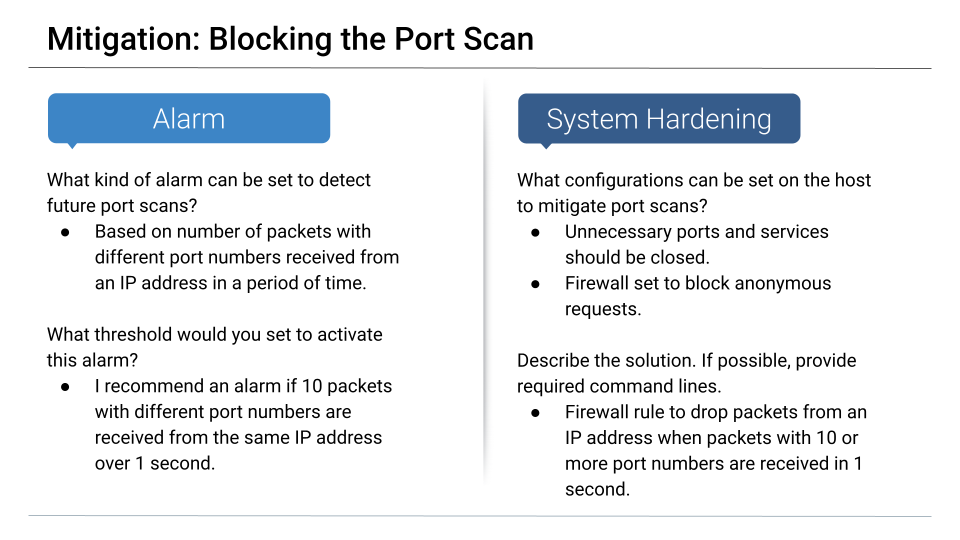 Mitigation: Blocking the Port Scan
Alarm
What kind of alarm can be set to detect
future port scans?
● Based on number of packets with
different port numbers received from
an IP address in a period of time.
What threshold would you set to activate
this alarm?
● I recommend an alarm if 10 packets
with different port numbers are
received from the same IP address
over 1 second.
System Hardening
What configurations can be set on the host
to mitigate port scans?
● Unnecessary ports and services
should be closed.
● Firewall set to block anonymous
requests.
Describe the solution. If possible, provide
required command lines.
● Firewall rule to drop packets from an
IP address when packets with 10 or
more port numbers are received in 1
second.